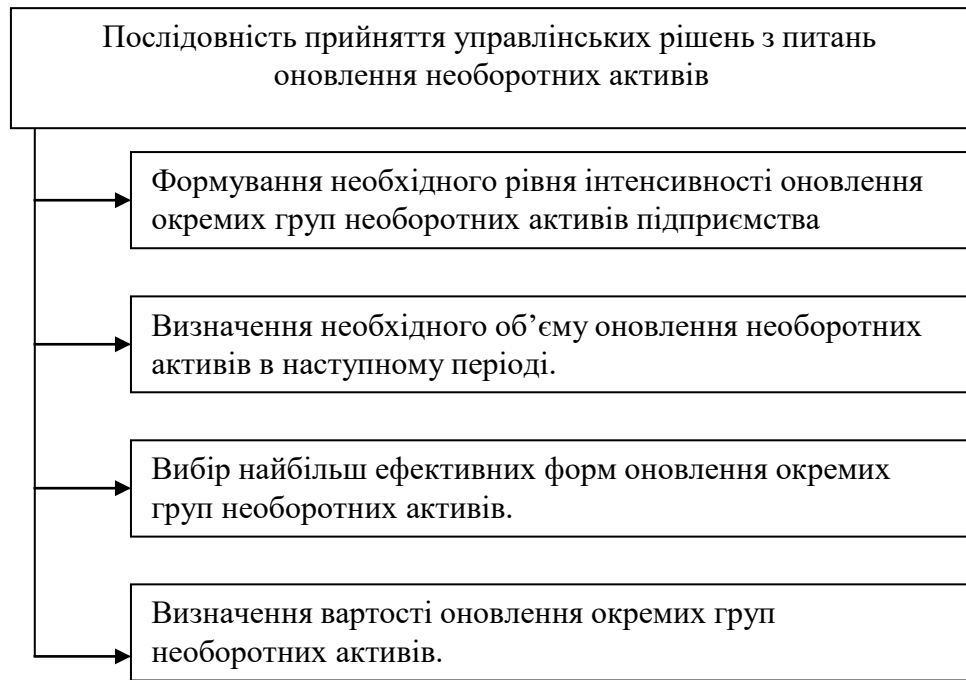 Послідовність прийняття управлінських рішень з питань
оновлення необоротних активів
Формування необхідного рівня інтенсивності оновлення
окремих груп необоротних активів підприємства
Визначення необхідного об’єму оновлення необоротних
активів в наступному періоді.
Вибір найбільш ефективних форм оновлення окремих
груп необоротних активів.
Визначення вартості оновлення окремих груп
необоротних активів.